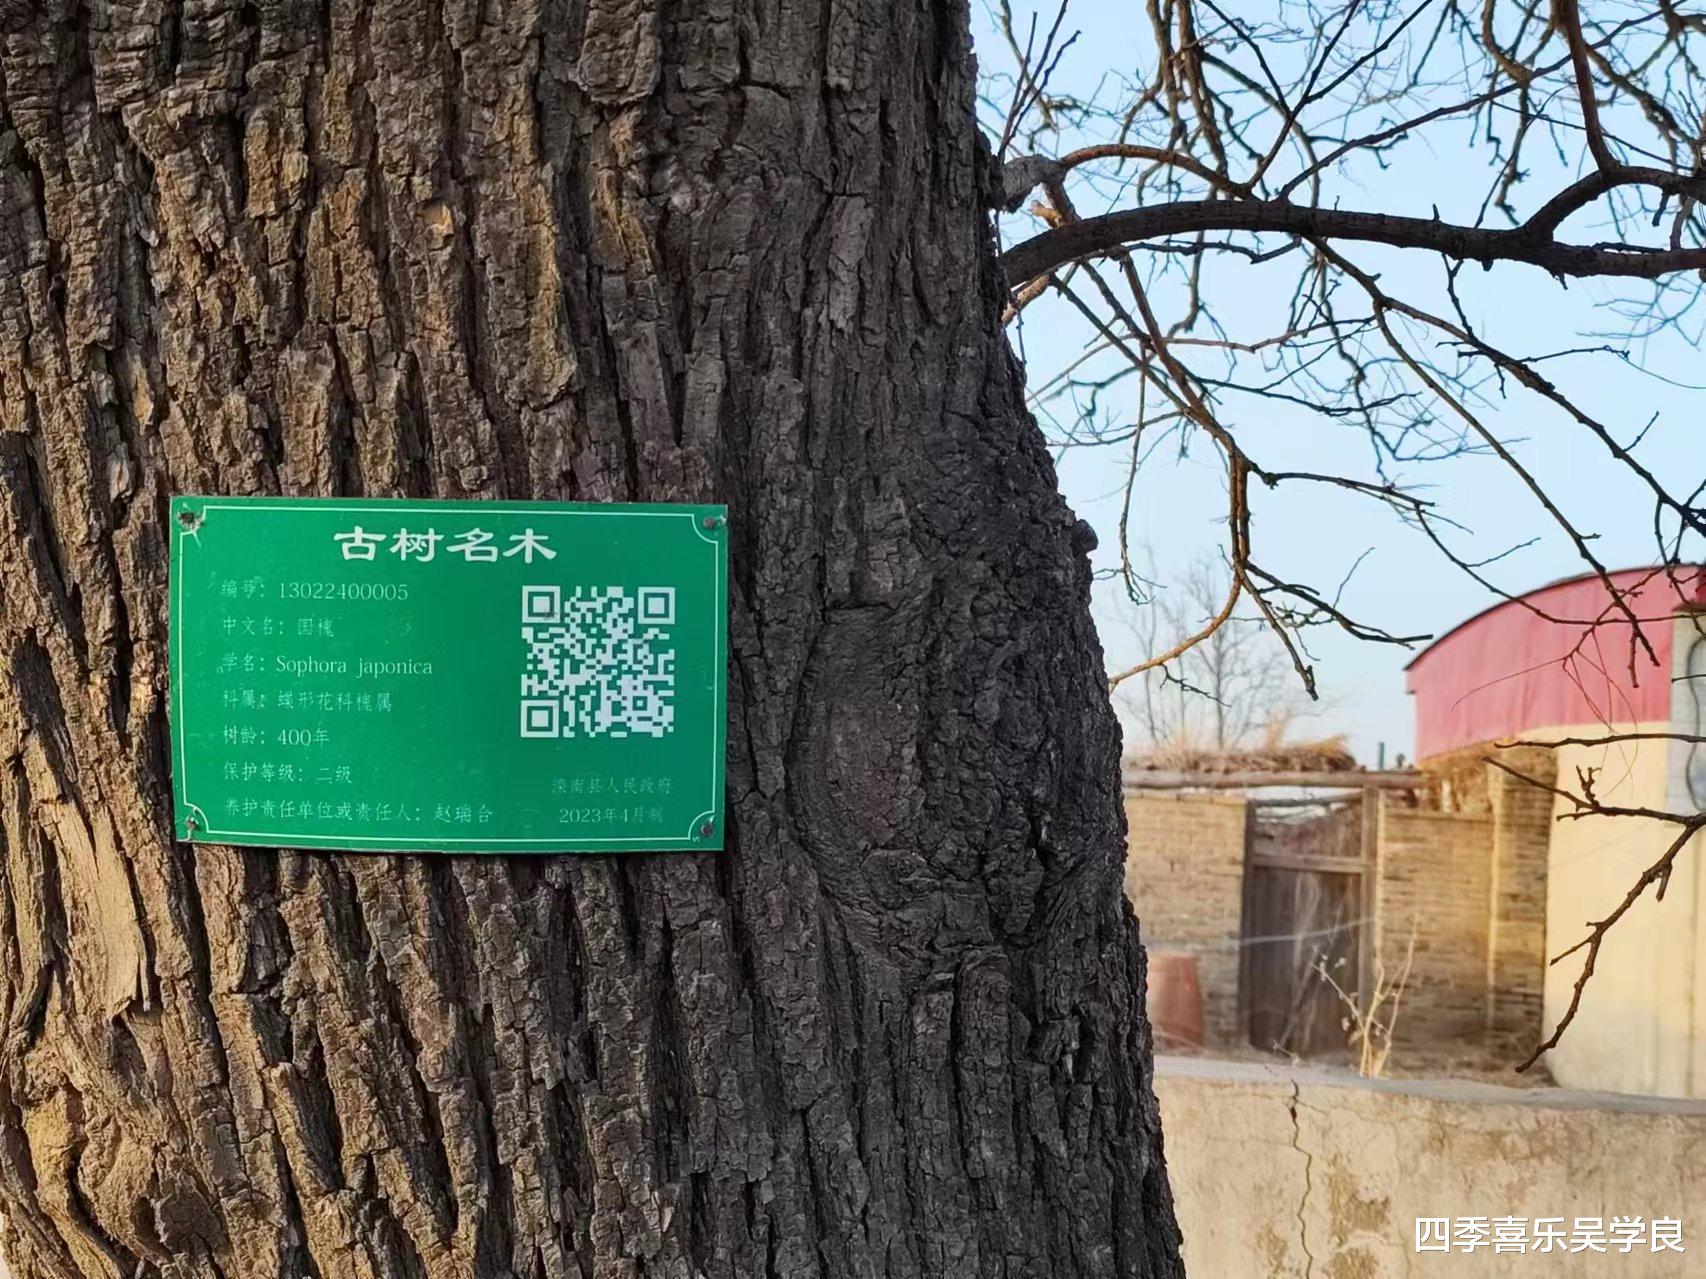 古树名木
编号：13022400005
中文名：国槐
学名：Sophora japonica
科属：蝶形花科槐属
树龄：400年
保护等级：二级
养护责任单位或责任人：赵瑞合
滦南县人民政府
2023年4月制
四季喜乐吴学良